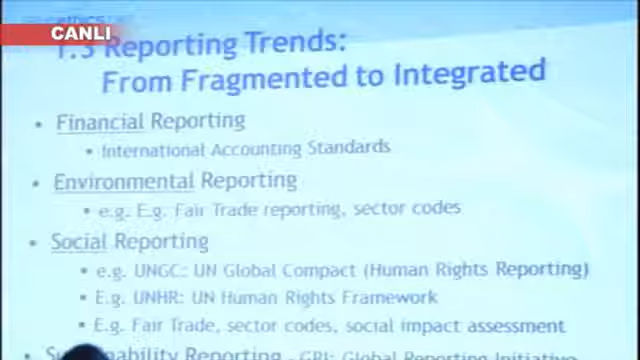 CANLI
1.3 Reporting Trends:
From Fragmented to Integrated
• Financial Reporting
• International Accounting Standards
• Environmental Reporting
• e.g. E.g. Fair Trade reporting, sector codes
• Social Reporting
• e.g. UNGC: UN Global Compact (Human Rights Reporting)
• E.g. UNHR: UN Human Rights Framework
• E.g. Fair Trade, sector codes, social impact assessment
Reporting - GRI: Global Reporting Initiative